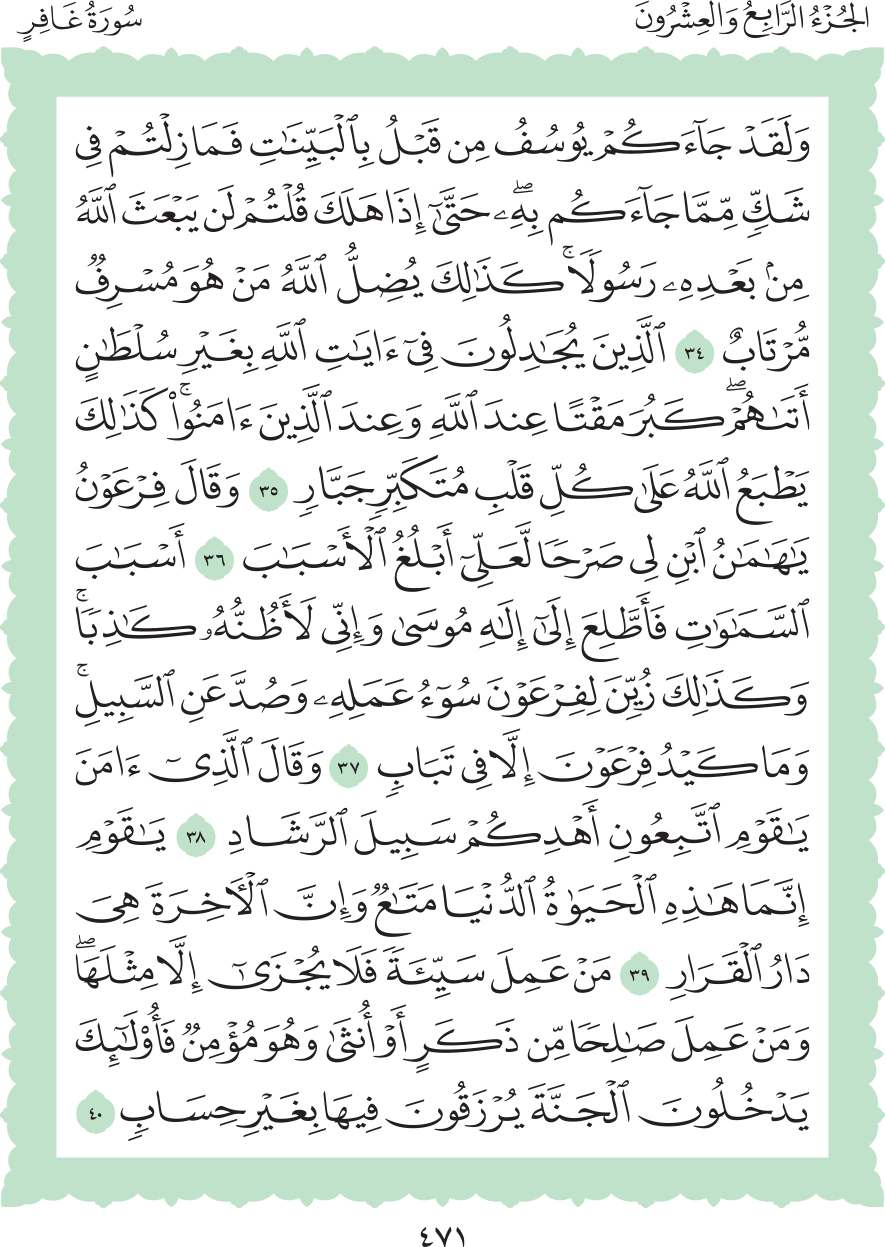 الجُزْءُ الرَّابِعُ وَالعِشْرُونَ
سُورَةُ غَافِرٍ
وَلَقَدْ جَآءَكُمْ يُوسُفُ مِن قَبْلُ بِٱلْبَيِّنَٰتِ فَمَا زِلْتُمْ فِى
شَكٍّ مِّمَّا جَآءَكُم بِهِۦۖ حَتَّىٰٓ إِذَا هَلَكَ قُلْتُمْ لَن يَبْعَثَ ٱللَّهُ
مِنۢ بَعْدِهِۦ رَسُولًاۚ كَذَٰلِكَ يُضِلُّ ٱللَّهُ مَنْ هُوَ مُسْرِفٌ
مُّرْتَابٌ ٣٤ ٱلَّذِينَ يُجَٰدِلُونَ فِىٓ ءَايَٰتِ ٱللَّهِ بِغَيْرِ سُلْطَٰنٍ
أَتَىٰهُمْۖ كَبُرَ مَقْتًا عِندَ ٱللَّهِ وَعِندَ ٱلَّذِينَ ءَامَنُوا۟ۚ كَذَٰلِكَ
يَطْبَعُ ٱللَّهُ عَلَىٰ كُلِّ قَلْبِ مُتَكَبِّرٍ جَبَّارٍ ٣٥ وَقَالَ فِرْعَوْنُ
يَٰهَٰمَٰنُ ٱبْنِ لِى صَرْحًا لَّعَلِّىٓ أَبْلُغُ ٱلْأَسْبَٰبَ ٣٦ أَسْبَٰبَ
ٱلسَّمَٰوَٰتِ فَأَطَّلِعَ إِلَىٰٓ إِلَٰهِ مُوسَىٰ وَإِنِّى لَأَظُنُّهُۥ كَٰذِبًاۚ
وَكَذَٰلِكَ زُيِّنَ لِفِرْعَوْنَ سُوٓءُ عَمَلِهِۦ وَصُدَّ عَنِ ٱلسَّبِيلِۚ
وَمَا كَيْدُ فِرْعَوْنَ إِلَّا فِى تَبَابٍ ٣٧ وَقَالَ ٱلَّذِىٓ ءَامَنَ
يَٰقَوْمِ ٱتَّبِعُونِ أَهْدِكُمْ سَبِيلَ ٱلرَّشَادِ ٣٨ يَٰقَوْمِ
إِنَّمَا هَٰذِهِ ٱلْحَيَوٰةُ ٱلدُّنْيَا مَتَٰعٌ وَإِنَّ ٱلْأَخِرَةَ هِىَ
دَارُ ٱلْقَرَارِ ٣٩ مَنْ عَمِلَ سَيِّئَةً فَلَا يُجْزَىٰٓ إِلَّا مِثْلَهَاۖ
وَمَنْ عَمِلَ صَٰلِحًا مِّن ذَكَرٍ أَوْ أُنثَىٰ وَهُوَ مُؤْمِنٌ فَأُو۟لَٰٓئِكَ
يَدْخُلُونَ ٱلْجَنَّةَ يُرْزَقُونَ فِيهَا بِغَيْرِ حِسَابٍ ٤٠
٤٧١